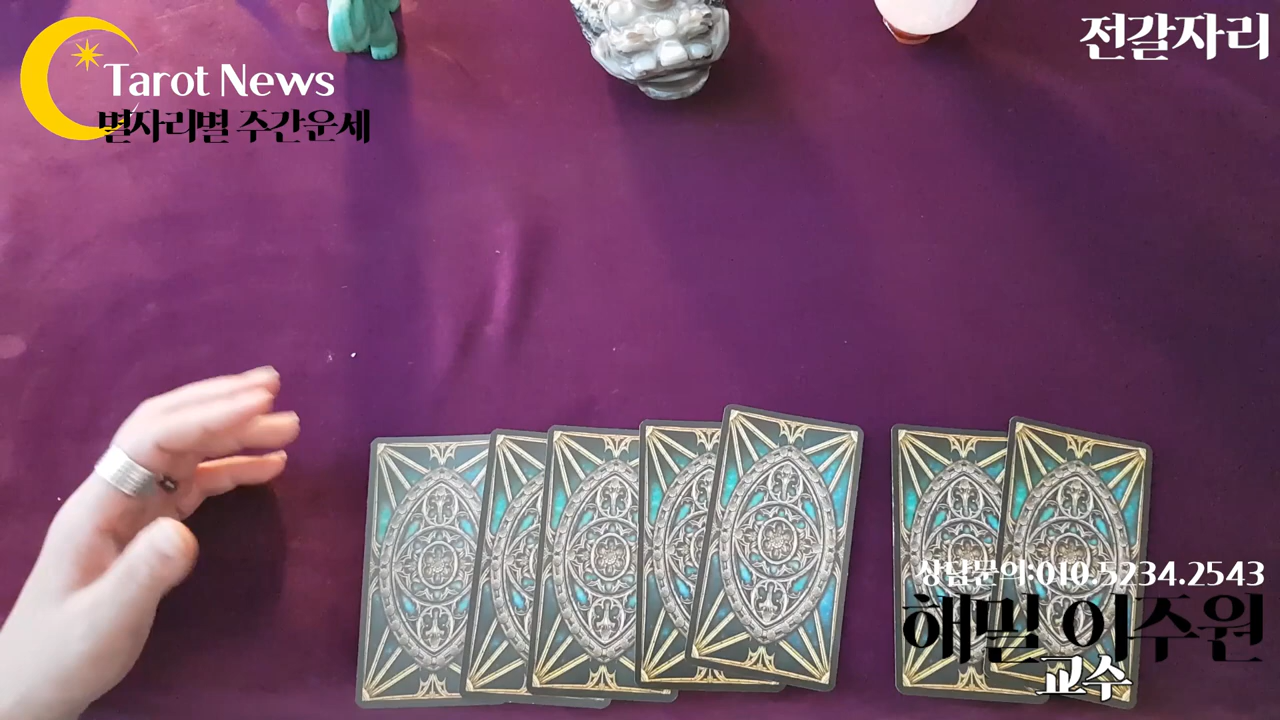 Tarot News
별자리별 주간운세
전갈자리
상담문의:010.5234.2543
해밀 이주원
교수